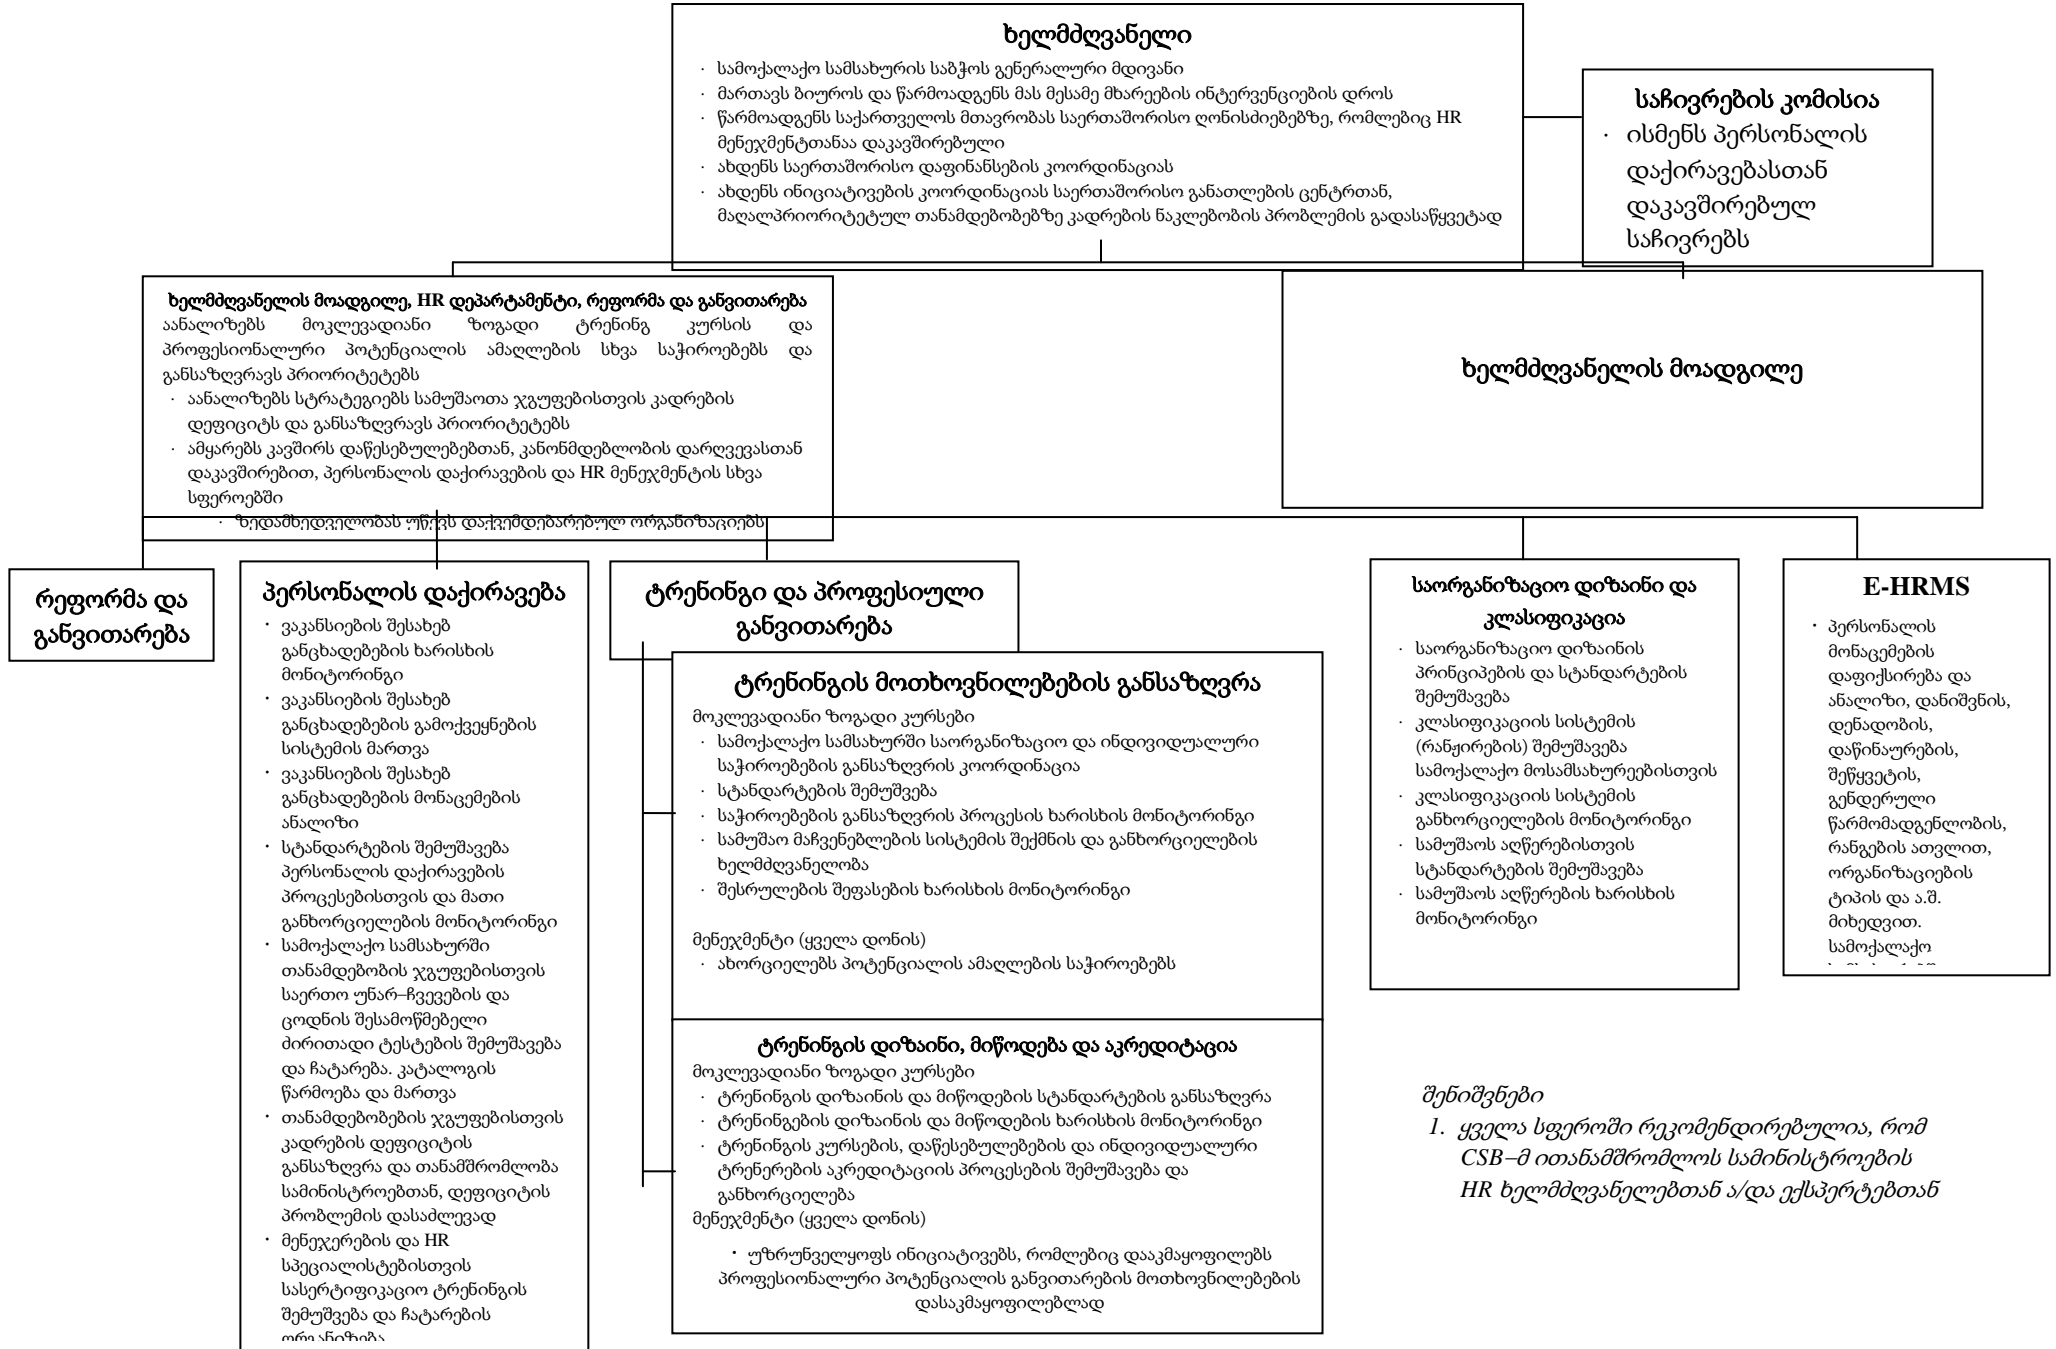 ხელმძღვანელი
· სამოქალაქო სამსახურის საბჭოს გენერალური მდივანი
· მართავს ბიუროს და წარმოადგენს მას მესამე მხარეების ინტერვენციების დროს
· წარმოადგენს საქართველოს მთავრობას საერთაშორისო ღონისძიებებზე, რომლებიც HR
მენეჯმენტთანაა დაკავშირებული
· ახდენს საერთაშორისო დაფინანსების კოორდინაციას
· ახდენს ინიციატივების კოორდინაციას საერთაშორისო განათლების ცენტრთან,
მაღალპრიორიტეტულ თანამდებობებზე კადრების ნაკლებობის პრობლემის გადასაწყვეტად
საჩივრების კომისია
· ისმენს პერსონალის
დაქირავებასთან
დაკავშირებულ
საჩივრებს
ხელმძღვანელის მოადგილე, HR დეპარტამენტი, რეფორმა და განვითარება
აანალიზებს მოკლევადიანი ზოგადი ტრენინგ კურსის და
პროფესიონალური პოტენციალის ამაღლების სხვა საჭიროებებს და
განსაზღვრავს პრიორიტეტებს
· აანალიზებს სტრატეგიებს სამუშაოთა ჯგუფებისთვის კადრების
დეფიციტს და განსაზღვრავს პრიორიტეტებს
· ამყარებს კავშირს დაწესებულებებთან, კანონმდებლობის დარღვევასთან
დაკავშირებით, პერსონალის დაქირავების და HR მენეჯმენტის სხვა
სფეროებში
· ზედამხედველობას უწევს დაქვემდებარებულ ორგანიზაციებს
ხელმძღვანელის მოადგილე
რეფორმა და
განვითარება
პერსონალის დაქირავება
· ვაკანსიების შესახებ
განცხადებების ხარისხის
მონიტორინგი
· ვაკანსიების შესახებ
განცხადებების გამოქვეყნების
სისტემის მართვა
· ვაკანსიების შესახებ
განცხადებების მონაცემების
ანალიზი
· სტანდარტების შემუშავება
პერსონალის დაქირავების
პროცესებისთვის და მათი
განხორციელების მონიტორინგი
· სამოქალაქო სამსახურში
თანამდებობის ჯგუფებისთვის
საერთო უნარ–ჩვევების და
ცოდნის შესამოწმებელი
ძირითადი ტესტების შემუშავება
და ჩატარება. კატალოგის
წარმოება და მართვა
· თანამდებობების ჯგუფებისთვის
კადრების დეფიციტის
განსაზღვრა და თანამშრომლობა
სამინისტროებთან, დეფიციტის
პრობლემის დასაძლევად
· მენეჯერების და HR
სპეციალისტებისთვის
სასერტიფიკაციო ტრენინგის
შემუშვება და ჩატარების
ორგანიზება
ტრენინგი და პროფესიული
განვითარება
ტრენინგის მოთხოვნილებების განსაზღვრა
მოკლევადიანი ზოგადი კურსები
· სამოქალაქო სამსახურში საორგანიზაციო და ინდივიდუალური
საჭიროებების განსაზღვრის კოორდინაცია
· სტანდარტების შემუშვება
· საჭიროებების განსაზღვრის პროცესის ხარისხის მონიტორინგი
· სამუშაო მაჩვენებლების სისტემის შექმნის და განხორციელების
ხელმძღვანელობა
· შესრულების შეფასების ხარისხის მონიტორინგი
მენეჯმენტი (ყველა დონის)
· ახორციელებს პოტენციალის ამაღლების საჭიროებებს
ტრენინგის დიზაინი, მიწოდება და აკრედიტაცია
მოკლევადიანი ზოგადი კურსები
· ტრენინგის დიზაინის და მიწოდების სტანდარტების განსაზღვრა
· ტრენინგების დიზაინის და მიწოდების ხარისხის მონიტორინგი
· ტრენინგის კურსების, დაწესებულებების და ინდივიდუალური
ტრენერების აკრედიტაციის პროცესების შემუშავება და
განხორციელება
მენეჯმენტი (ყველა დონის)
· უზრუნველყოფს ინიციატივებს, რომლებიც დააკმაყოფილებს
პროფესიონალური პოტენციალის განვითარების მოთხოვნილებების
დასაკმაყოფილებლად
საორგანიზაციო დიზაინი და
კლასიფიკაცია
· საორგანიზაციო დიზაინის
პრინციპების და სტანდარტების
შემუშავება
· კლასიფიკაციის სისტემის
(რანჟირების) შემუშავება
სამოქალაქო მოსამსახურეებისთვის
· კლასიფიკაციის სისტემის
განხორციელების მონიტორინგი
· სამუშაოს აღწერებისთვის
სტანდარტების შემუშავება
· სამუშაოს აღწერების ხარისხის
მონიტორინგი
E-HRMS
· პერსონალის
მონაცემების
დაფიქსირება და
ანალიზი, დანიშვნის,
დენადობის,
დაწინაურების,
შეწყვეტის,
გენდერული
წარმომადგენლობის,
რანგების ათვლით,
ორგანიზაციების
ტიპის და ა.შ.
მიხედვით.
სამოქალაქო
შენიშვნები
1. ყველა სფეროში რეკომენდირებულია, რომ
CSB–მ ითანამშრომლოს სამინისტროების
HR ხელმძღვანელებთან ა/და ექსპერტებთან